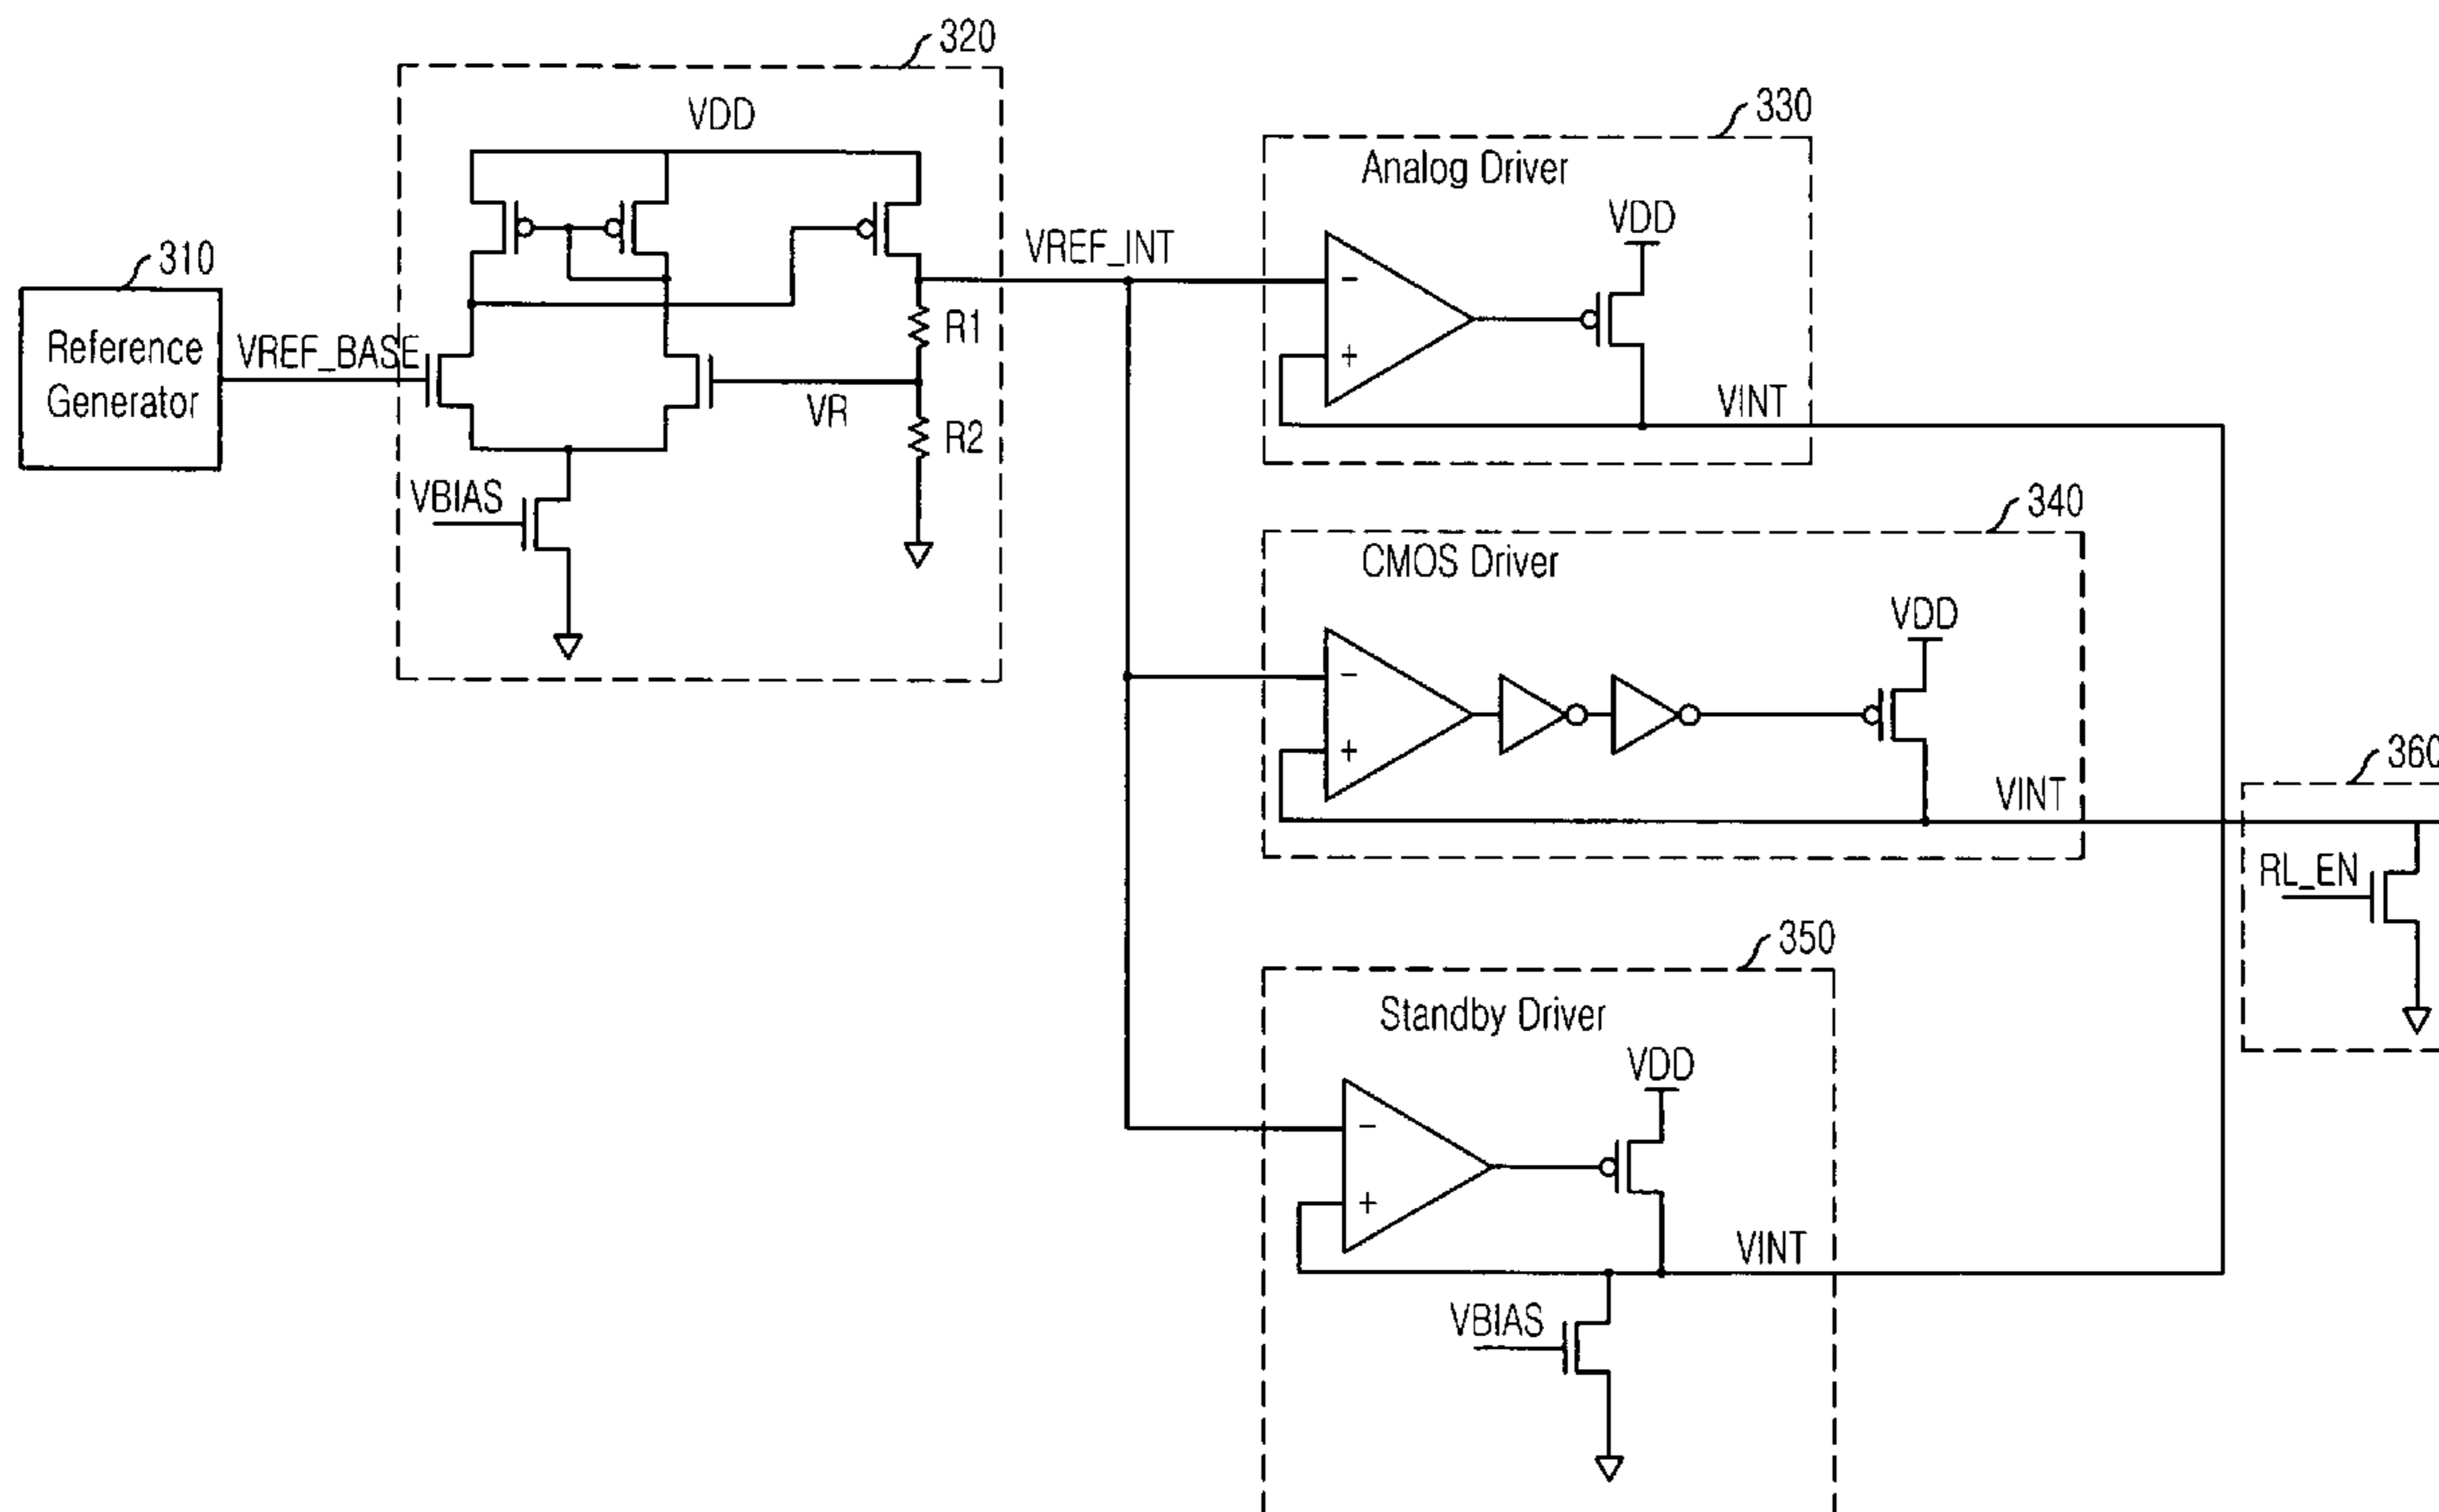 320
VDD
330
Analog Driver
VDD
310
Reference
Generator
VREF_BASE
VREF_INT
R1
VR
R2
VBIAS
−
+
VINT
340
CMOS Driver
VDD
−
+
VINT
360
RL_EN
350
Standby Driver
VDD
−
+
VINT
VBIAS